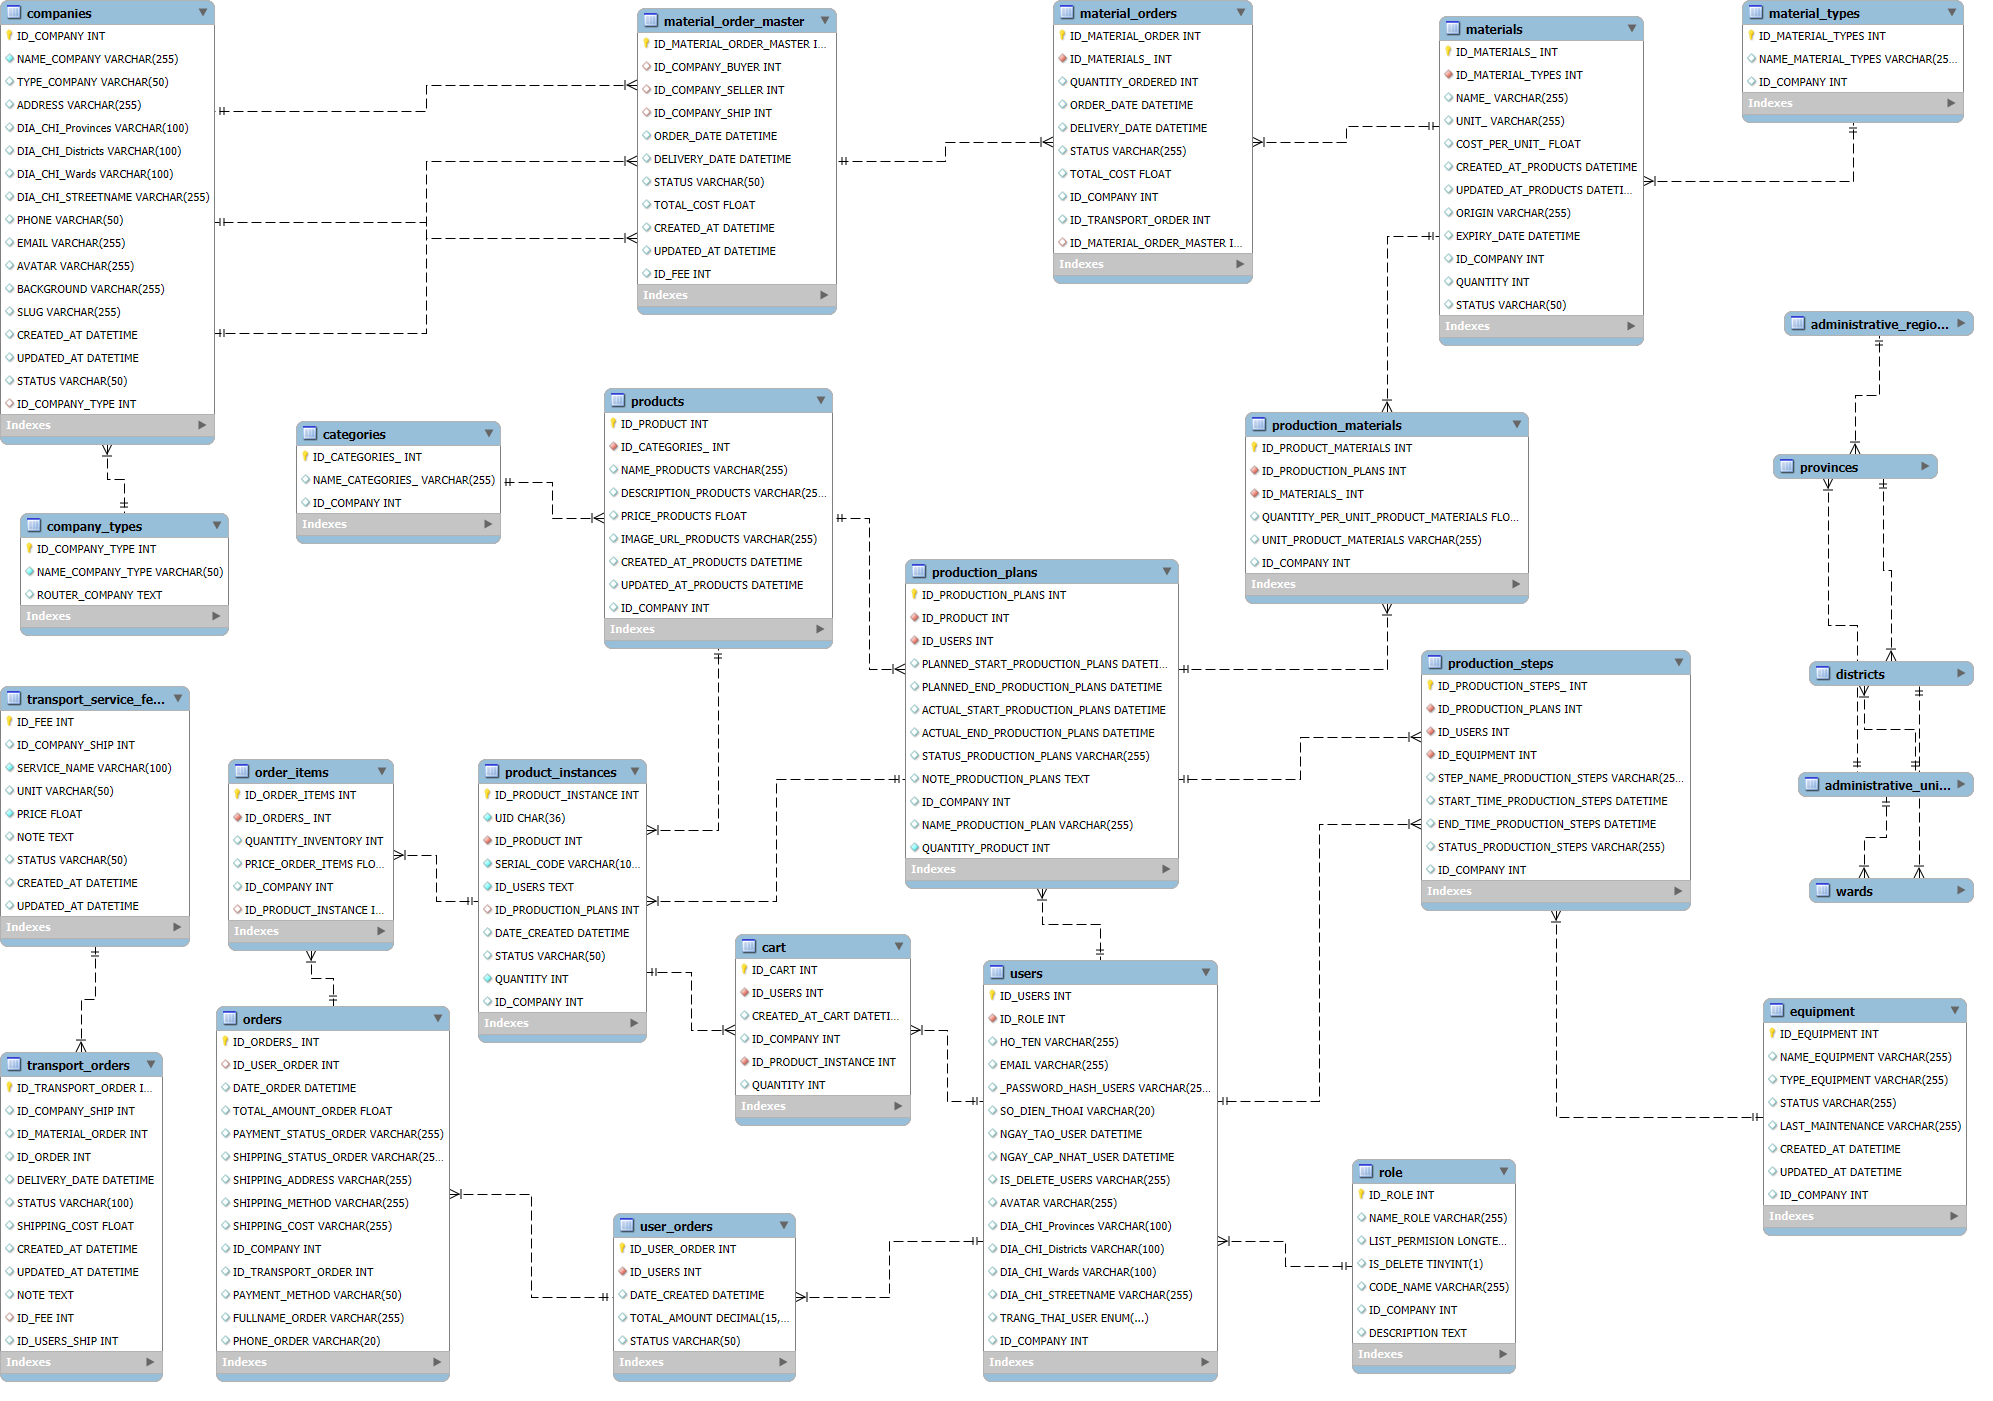 companies
ID_COMPANY INT
NAME_COMPANY VARCHAR(255)
TYPE_COMPANY VARCHAR(50)
ADDRESS VARCHAR(255)
DIA_CHI_Provinces VARCHAR(100)
DIA_CHI_Districts VARCHAR(100)
DIA_CHI_Wards VARCHAR(100)
DIA_CHI_STREETNAME VARCHAR(255)
PHONE VARCHAR(50)
EMAIL VARCHAR(255)
AVATAR VARCHAR(255)
BACKGROUND VARCHAR(255)
SLUG VARCHAR(255)
CREATED_AT DATETIME
UPDATED_AT DATETIME
STATUS VARCHAR(50)
ID_COMPANY_TYPE INT
Indexes
material_order_master
ID_MATERIAL_ORDER_MASTER I...
ID_COMPANY_BUYER INT
ID_COMPANY_SELLER INT
ID_COMPANY_SHIP INT
ORDER_DATE DATETIME
DELIVERY_DATE DATETIME
STATUS VARCHAR(50)
TOTAL_COST FLOAT
CREATED_AT DATETIME
UPDATED_AT DATETIME
ID_FEE INT
Indexes
material_orders
ID_MATERIAL_ORDER INT
ID_MATERIALS_ INT
QUANTITY_ORDERED INT
ORDER_DATE DATETIME
DELIVERY_DATE DATETIME
STATUS VARCHAR(255)
TOTAL_COST FLOAT
ID_COMPANY INT
ID_TRANSPORT_ORDER INT
ID_MATERIAL_ORDER_MASTER I...
Indexes
materials
ID_MATERIALS_ INT
ID_MATERIAL_TYPES INT
NAME_ VARCHAR(255)
UNIT_ VARCHAR(255)
COST_PER_UNIT_ FLOAT
CREATED_AT_PRODUCTS DATETIME
UPDATED_AT_PRODUCTS DATETI...
ORIGIN VARCHAR(255)
EXPIRY_DATE DATETIME
ID_COMPANY INT
QUANTITY INT
STATUS VARCHAR(50)
Indexes
material_types
ID_MATERIAL_TYPES INT
NAME_MATERIAL_TYPES VARCHAR(25...
ID_COMPANY INT
Indexes
administrative_regio...
provinces
districts
administrative_uni...
wards
categories
ID_CATEGORIES_ INT
NAME_CATEGORIES_ VARCHAR(255)
ID_COMPANY INT
Indexes
products
ID_PRODUCT INT
ID_CATEGORIES_ INT
NAME_PRODUCTS VARCHAR(255)
DESCRIPTION_PRODUCTS VARCHAR(25...
PRICE_PRODUCTS FLOAT
IMAGE_URL_PRODUCTS VARCHAR(255)
CREATED_AT_PRODUCTS DATETIME
UPDATED_AT_PRODUCTS DATETIME
ID_COMPANY INT
Indexes
production_materials
ID_PRODUCT_MATERIALS INT
ID_PRODUCTION_PLANS INT
ID_MATERIALS_ INT
QUANTITY_PER_UNIT_PRODUCT_MATERIALS FLO...
UNIT_PRODUCT_MATERIALS VARCHAR(255)
ID_COMPANY INT
Indexes
company_types
ID_COMPANY_TYPE INT
NAME_COMPANY_TYPE VARCHAR(50)
ROUTER_COMPANY TEXT
Indexes
production_plans
ID_PRODUCTION_PLANS INT
ID_PRODUCT INT
ID_USERS INT
PLANNED_START_PRODUCTION_PLANS DATETI...
PLANNED_END_PRODUCTION_PLANS DATETIME
ACTUAL_START_PRODUCTION_PLANS DATETIME
ACTUAL_END_PRODUCTION_PLANS DATETIME
STATUS_PRODUCTION_PLANS VARCHAR(255)
NOTE_PRODUCTION_PLANS TEXT
ID_COMPANY INT
NAME_PRODUCTION_PLAN VARCHAR(255)
QUANTITY_PRODUCT INT
Indexes
production_steps
ID_PRODUCTION_STEPS_ INT
ID_PRODUCTION_PLANS INT
ID_USERS INT
ID_EQUIPMENT INT
STEP_NAME_PRODUCTION_STEPS VARCHAR(25...
START_TIME_PRODUCTION_STEPS DATETIME
END_TIME_PRODUCTION_STEPS DATETIME
STATUS_PRODUCTION_STEPS VARCHAR(255)
ID_COMPANY INT
Indexes
transport_service_fe...
ID_FEE INT
ID_COMPANY_SHIP INT
SERVICE_NAME VARCHAR(100)
UNIT VARCHAR(50)
PRICE FLOAT
NOTE TEXT
STATUS VARCHAR(50)
CREATED_AT DATETIME
UPDATED_AT DATETIME
Indexes
order_items
ID_ORDER_ITEMS INT
ID_ORDERS_ INT
QUANTITY_INVENTORY INT
PRICE_ORDER_ITEMS FLO...
ID_COMPANY INT
ID_PRODUCT_INSTANCE I...
Indexes
product_instances
ID_PRODUCT_INSTANCE INT
UID CHAR(36)
ID_PRODUCT INT
SERIAL_CODE VARCHAR(10...
ID_USERS TEXT
ID_PRODUCTION_PLANS INT
DATE_CREATED DATETIME
STATUS VARCHAR(50)
QUANTITY INT
ID_COMPANY INT
Indexes
cart
ID_CART INT
ID_USERS INT
CREATED_AT_CART DATETI...
ID_COMPANY INT
ID_PRODUCT_INSTANCE INT
QUANTITY INT
Indexes
users
ID_USERS INT
ID_ROLE INT
HO_TEN VARCHAR(255)
EMAIL VARCHAR(255)
_PASSWORD_HASH_USERS VARCHAR(25...
SO_DIEN_THOAI VARCHAR(20)
NGAY_TAO_USER DATETIME
NGAY_CAP_NHAT_USER DATETIME
IS_DELETE_USERS VARCHAR(255)
AVATAR VARCHAR(255)
DIA_CHI_Provinces VARCHAR(100)
DIA_CHI_Districts VARCHAR(100)
DIA_CHI_Wards VARCHAR(100)
DIA_CHI_STREETNAME VARCHAR(255)
TRANG_THAI_USER ENUM(...)
ID_COMPANY INT
Indexes
equipment
ID_EQUIPMENT INT
NAME_EQUIPMENT VARCHAR(255)
TYPE_EQUIPMENT VARCHAR(255)
STATUS VARCHAR(255)
LAST_MAINTENANCE VARCHAR(255)
CREATED_AT DATETIME
UPDATED_AT DATETIME
ID_COMPANY INT
Indexes
transport_orders
ID_TRANSPORT_ORDER I...
ID_COMPANY_SHIP INT
ID_MATERIAL_ORDER INT
ID_ORDER INT
DELIVERY_DATE DATETIME
STATUS VARCHAR(100)
SHIPPING_COST FLOAT
CREATED_AT DATETIME
UPDATED_AT DATETIME
NOTE TEXT
ID_FEE INT
ID_USERS_SHIP INT
Indexes
orders
ID_ORDERS_ INT
ID_USER_ORDER INT
DATE_ORDER DATETIME
TOTAL_AMOUNT_ORDER FLOAT
PAYMENT_STATUS_ORDER VARCHAR(255)
SHIPPING_STATUS_ORDER VARCHAR(25...
SHIPPING_ADDRESS VARCHAR(255)
SHIPPING_METHOD VARCHAR(255)
SHIPPING_COST VARCHAR(255)
ID_COMPANY INT
ID_TRANSPORT_ORDER INT
PAYMENT_METHOD VARCHAR(50)
FULLNAME_ORDER VARCHAR(255)
PHONE_ORDER VARCHAR(20)
Indexes
user_orders
ID_USER_ORDER INT
ID_USERS INT
DATE_CREATED DATETIME
TOTAL_AMOUNT DECIMAL(15,...
STATUS VARCHAR(50)
Indexes
role
ID_ROLE INT
NAME_ROLE VARCHAR(255)
LIST_PERMISION LONGTE...
IS_DELETE TINYINT(1)
CODE_NAME VARCHAR(255)
ID_COMPANY INT
DESCRIPTION TEXT
Indexes